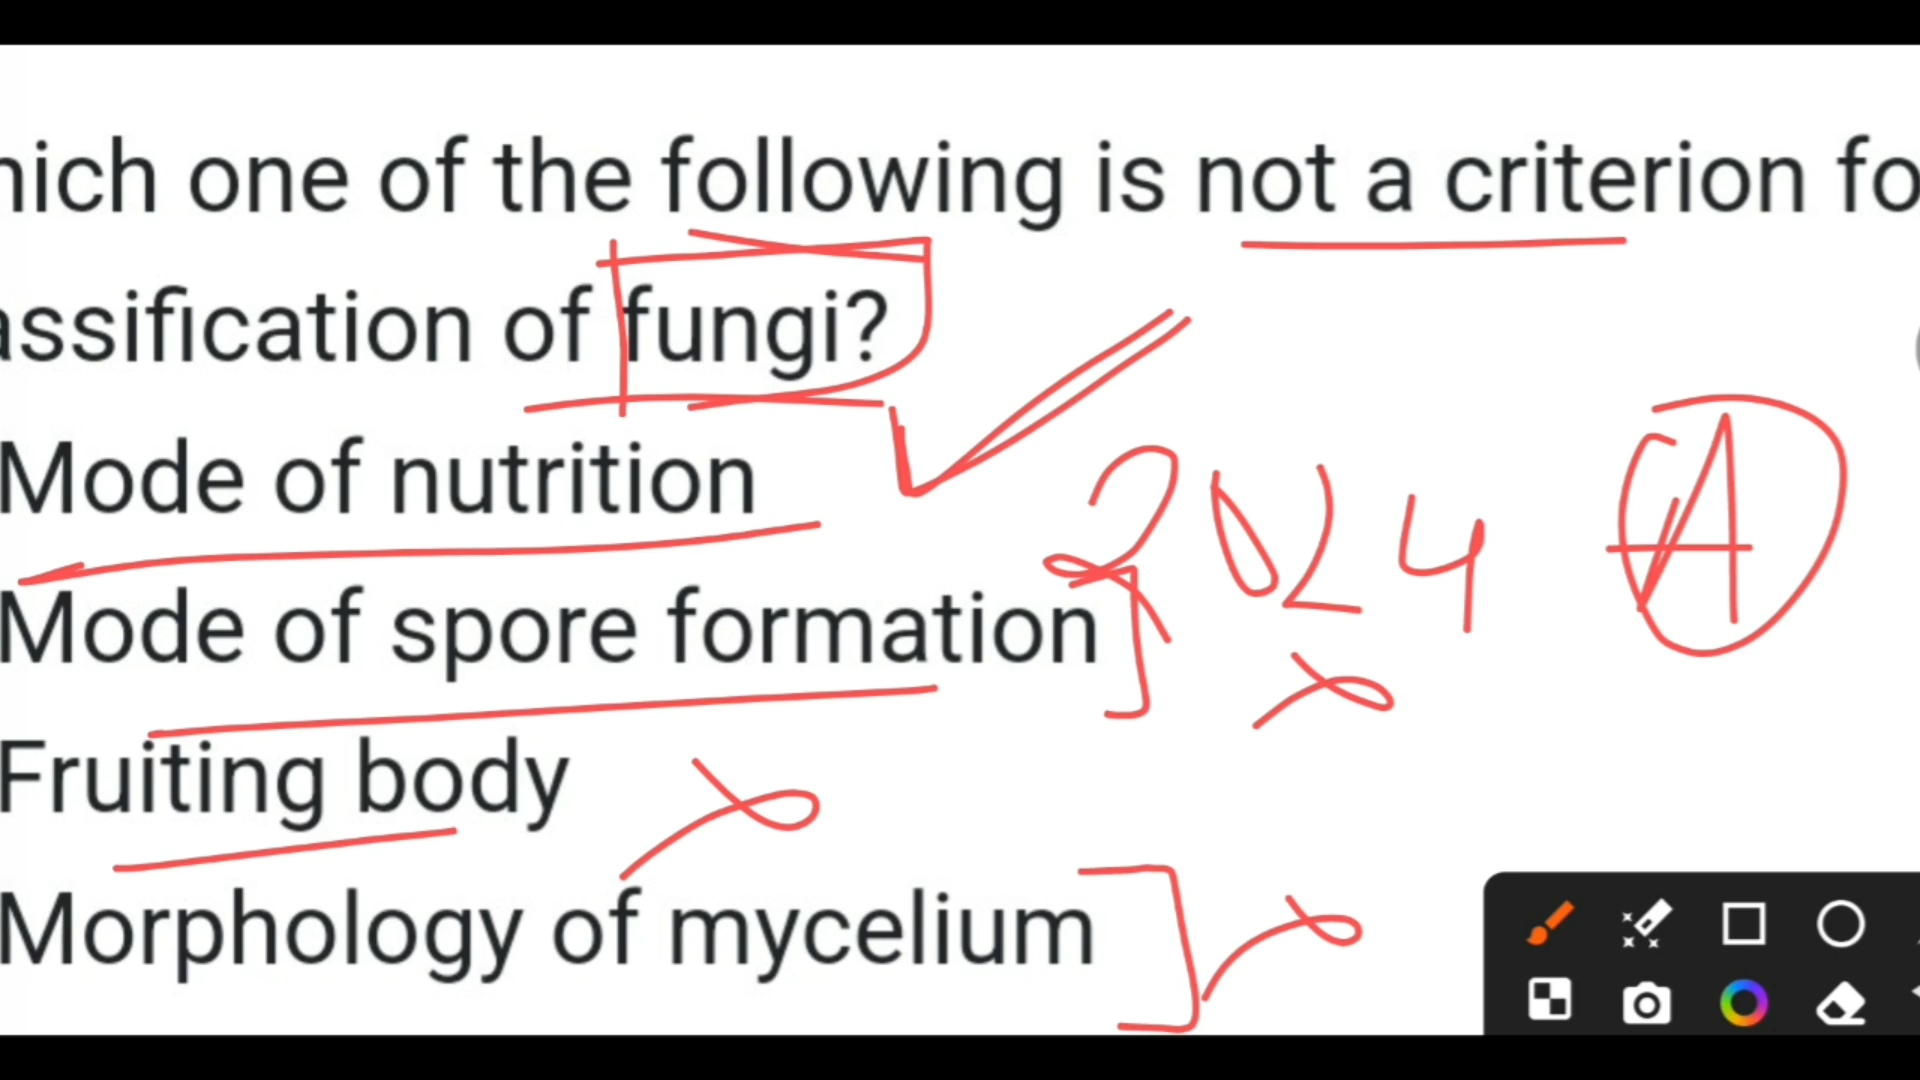 hich one of the following is not a criterion fo
assification of fungi?
Mode of nutrition
2024 A
Mode of spore formation
Fruiting body
Morphology of mycelium